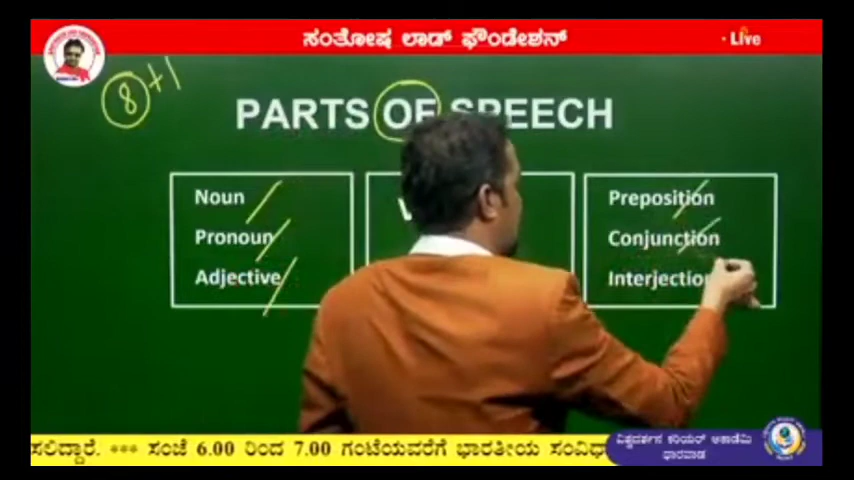 ಸಂತೋಷ ಲಾಡ್ ಫೌಂಡೇಶನ್
Live
8+1
PARTS OF SPEECH
Noun
Pronoun
Adjective
Preposition
Conjunction
Interjection
ಸಲಿದ್ದಾರೆ. *** ಸಂಜೆ 6.00 ರಿಂದ 7.00 ಗಂಟೆಯವರೆಗೆ ಭಾರತೀಯ ಸಂವಿಧಾ
ವಿಶ್ವದರ್ಶನ ಕರಿಯರ್ ಅಕಾಡೆಮಿ
ಧಾರವಾಡ